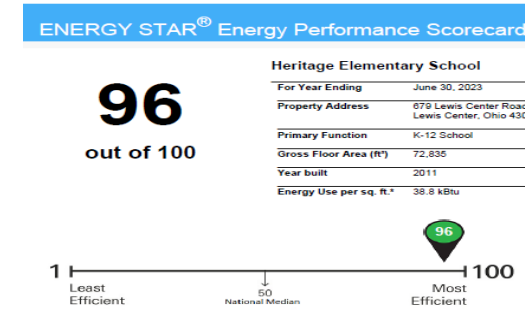 ENERGY STAR® Energy Performance Scorecard
96
out of 100
Heritage Elementary School
For Year Ending June 30, 2023
Property Address 679 Lewis Center Road
Lewis Center, Ohio 430
Primary Function K-12 School
Gross Floor Area (ft²) 72,835
Year built 2011
Energy Use per sq. ft.* 38.8 kBtu
96
1 100
Least Efficient
50
National Median
Most Efficient